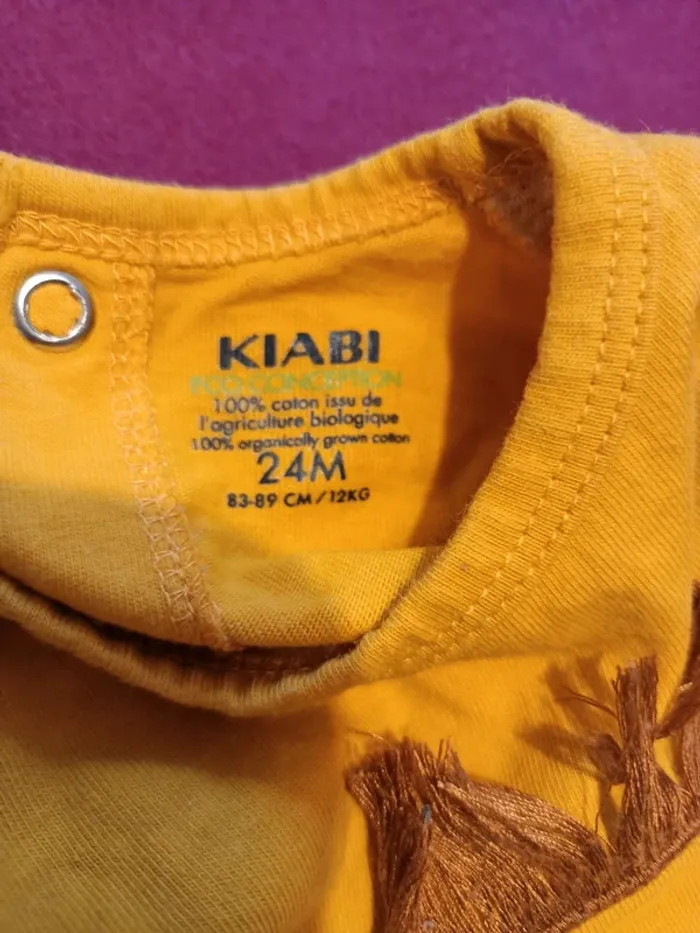 KIABI
ECO CONCEPTION
100% coton issu de
l'agriculture biologique
100% organically grown cotton
24M
83-89 CM/12KG